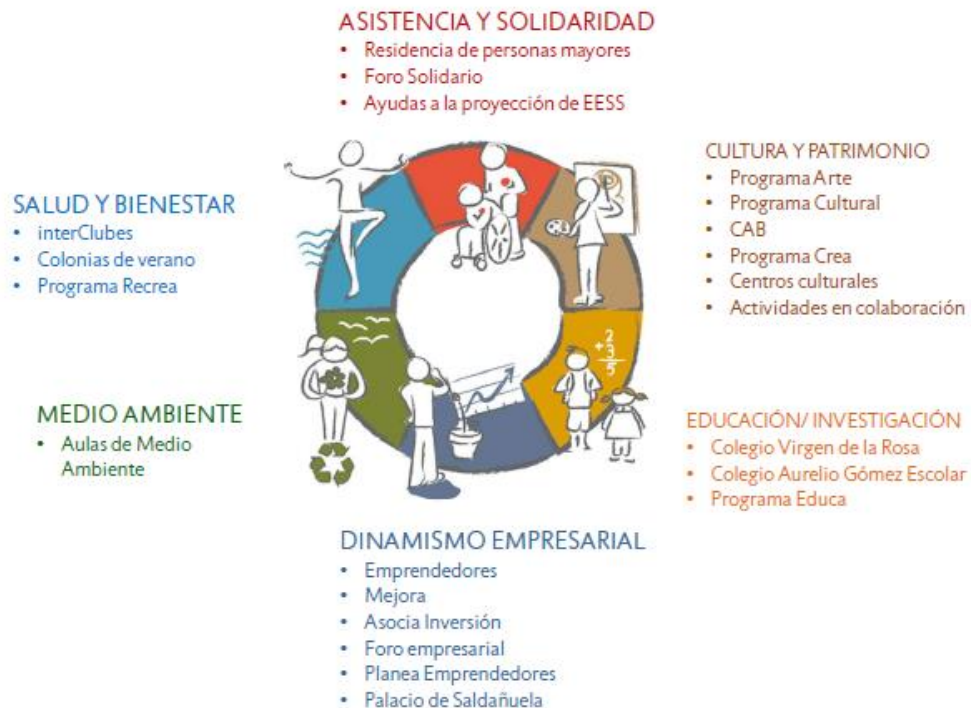 ASISTENCIA Y SOLIDARIDAD
• Residencia de personas mayores
• Foro Solidario
• Ayudas a la proyección de EESS
CULTURA Y PATRIMONIO
• Programa Arte
• Programa Cultural
• CAB
• Programa Crea
• Centros culturales
• Actividades en colaboración
SALUD Y BIENESTAR
• interClubes
• Colonias de verano
• Programa Recrea
2
+3
5
MEDIO AMBIENTE
• Aulas de Medio
Ambiente
EDUCACIÓN/ INVESTIGACIÓN
• Colegio Virgen de la Rosa
• Colegio Aurelio Gómez Escolar
• Programa Educa
DINAMISMO EMPRESARIAL
• Emprendedores
• Mejora
• Asocia Inversión
• Foro empresarial
• Planea Emprendedores
• Palacio de Saldañuela